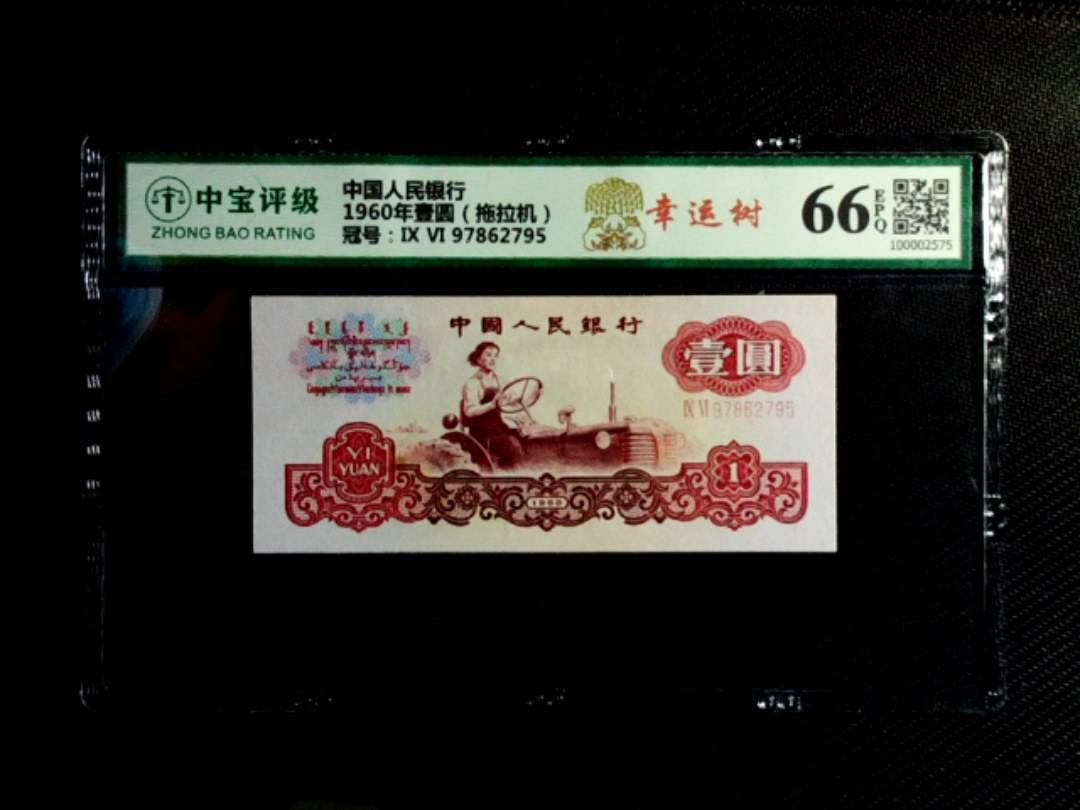 中宝评级
ZHONG BAO RATING
中国人民银行
1960年壹圆（拖拉机）
冠号：IX VI 97862795
幸运树
66
EPQ
100002575
中國人民銀行
壹圓
IX VI 97862795
YI
YUAN
1960
1